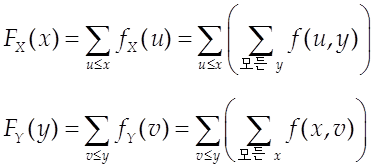 F_X(x) = ∑_{u≤x} f_X(u) = ∑_{u≤x} ( ∑_{모든 y} f(u, y) )
F_Y(y) = ∑_{v≤y} f_Y(v) = ∑_{v≤y} ( ∑_{모든 x} f(x, v) )